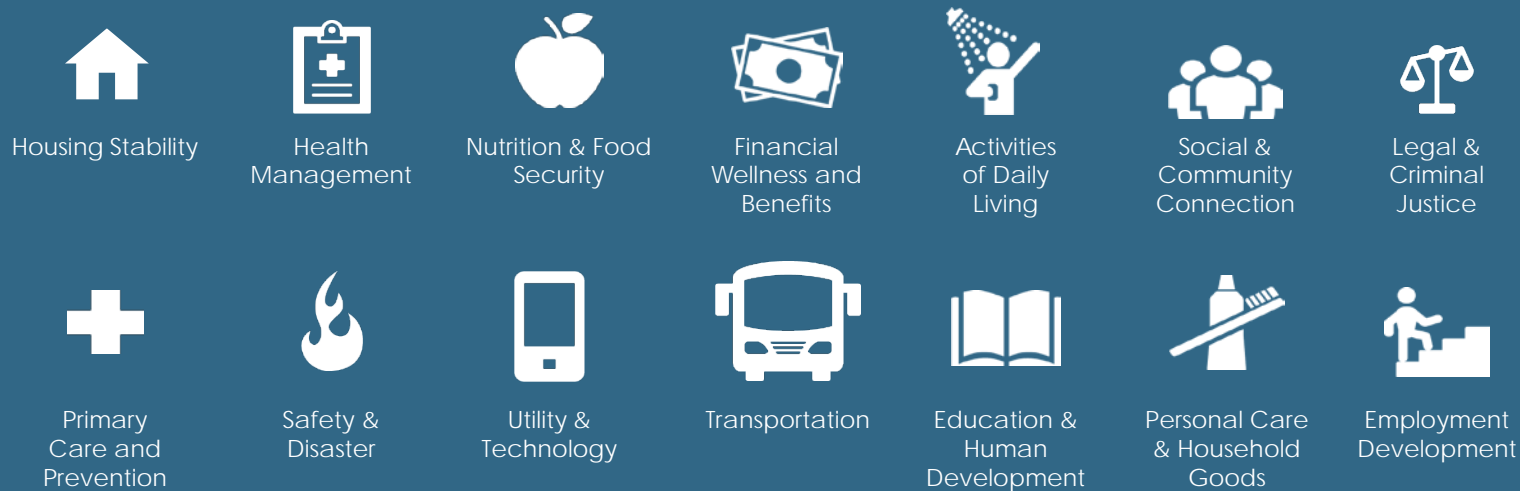 Housing Stability
Health
Management
Nutrition & Food
Security
Financial
Wellness and
Benefits
Activities
of Daily
Living
Social &
Community
Connection
Legal &
Criminal
Justice
Primary
Care and
Prevention
Safety &
Disaster
Utility &
Technology
Transportation
Education &
Human
Development
Personal Care
& Household
Goods
Employment
Development